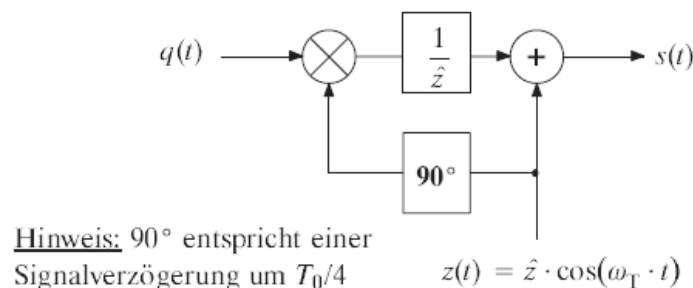 q(t)
1
ẑ
+
s(t)
90°
Hinweis: 90° entspricht einer
Signalverzögerung um T₀/4
z(t) = ẑ · cos(ω_T · t)